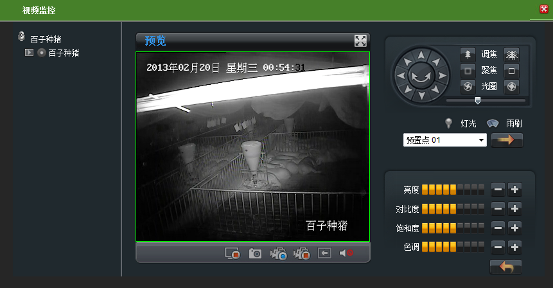 视频监控
百子种猪
百子种猪
预览
2013年02月20日 星期三 00:54:31
百子种猪
调焦
聚焦
光圈
灯光 雨刷
预置点 01
亮度
对比度
饱和度
色调